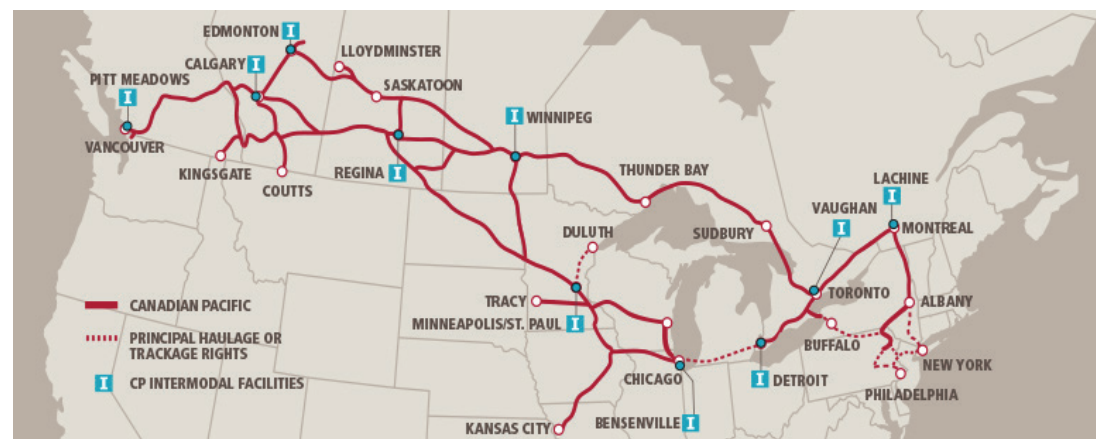 EDMONTON I
LLOYDMINSTER
CALGARY I
SASKATOON
PITT MEADOWS
I
I WINNIPEG
VANCOUVER
KINGSGATE
COUTTS
REGINA I
THUNDER BAY
LACHINE
I
VAUGHAN
I
DULUTH
SUDBURY
MONTREAL
TRACY
TORONTO
ALBANY
CANADIAN PACIFIC
MINNEAPOLIS/ST. PAUL I
PRINCIPAL HAULAGE OR
TRACKAGE RIGHTS
BUFFALO
NEW YORK
I CP INTERMODAL FACILITIES
CHICAGO
I DETROIT
PHILADELPHIA
BENSENVILLE I
KANSAS CITY